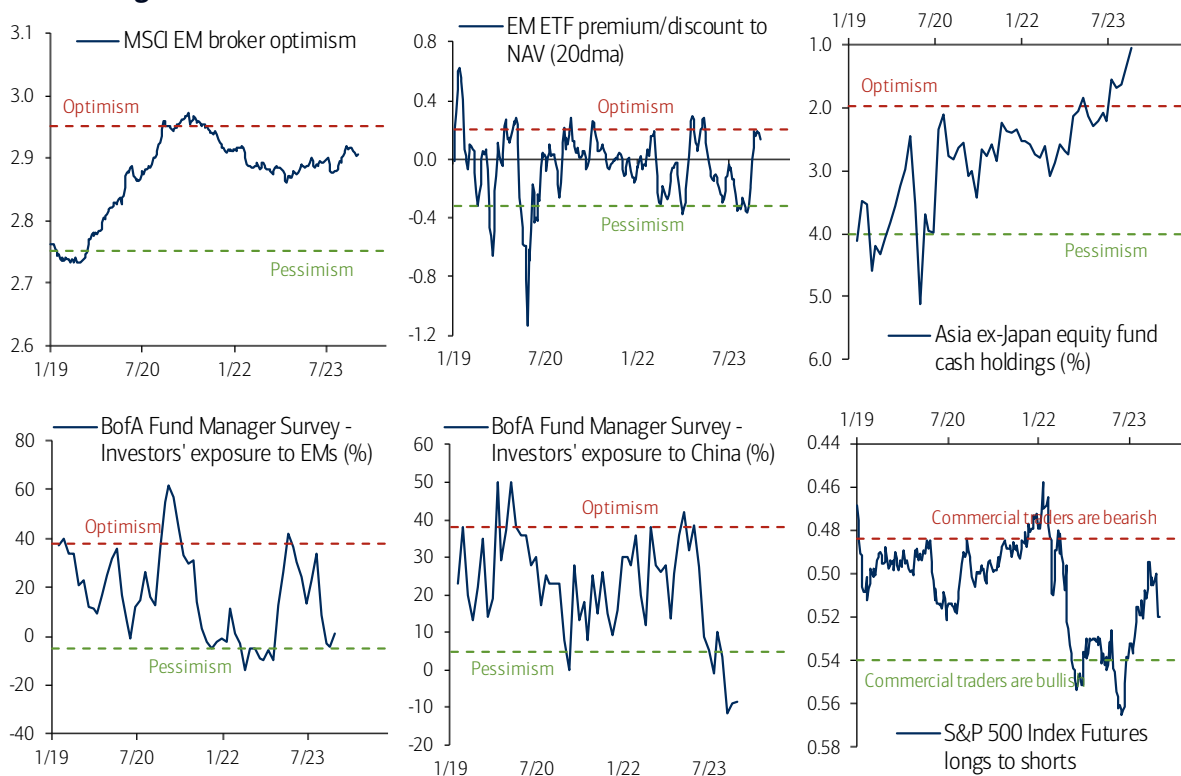 MSCI EM broker optimism
3.1
3.0
2.9
2.8
2.7
2.6
Optimism
Pessimism
1/19
7/20
1/22
7/23
EM ETF premium/discount to
NAV (20dma)
0.8
0.4
0.0
-0.4
-0.8
-1.2
Optimism
Pessimism
1/19
7/20
1/22
7/23
1/19
7/20
1/22
7/23
1.0
2.0
3.0
4.0
5.0
6.0
Optimism
Pessimism
Asia ex-Japan equity fund
cash holdings (%)
BofA Fund Manager Survey -
Investors' exposure to EMs (%)
80
60
40
20
0
-20
-40
Optimism
Pessimism
1/19
7/20
1/22
7/23
BofA Fund Manager Survey -
Investors' exposure to China (%)
60
50
40
30
20
10
0
-10
-20
Optimism
Pessimism
1/19
7/20
1/22
7/23
1/19
7/20
1/22
7/23
0.44
0.46
0.48
0.50
0.52
0.54
0.56
0.58
Commercial traders are bearish
Commercial traders are bullish
S&P 500 Index Futures
longs to shorts